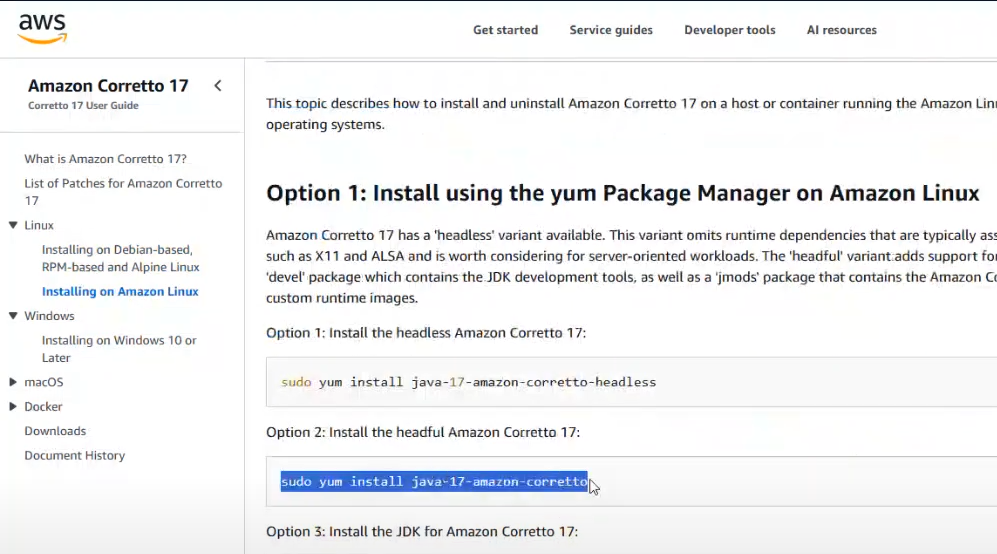 aws
Get started
Service guides
Developer tools
AI resources
Amazon Corretto 17
Corretto 17 User Guide
What is Amazon Corretto 17?
List of Patches for Amazon Corretto
17
Linux
Installing on Debian-based,
RPM-based and Alpine Linux
Installing on Amazon Linux
Windows
Installing on Windows 10 or
Later
macOS
Docker
Downloads
Document History
This topic describes how to install and uninstall Amazon Corretto 17 on a host or container running the Amazon
operating systems.
Option 1: Install using the yum Package Manager on Amazon Linux
Amazon Corretto 17 has a 'headless' variant available. This variant omits runtime dependencies that are typically
such as X11 and ALSA and is worth considering for server-oriented workloads. The 'headful' variant adds support
'devel' package which contains the JDK development tools, as well as a 'jmods' package that contains the Amazon
custom runtime images.
Option 1: Install the headless Amazon Corretto 17:
sudo yum install java-17-amazon-corretto-headless
Option 2: Install the headful Amazon Corretto 17:
sudo yum install java-17-amazon-corretto
Option 3: Install the JDK for Amazon Corretto 17: